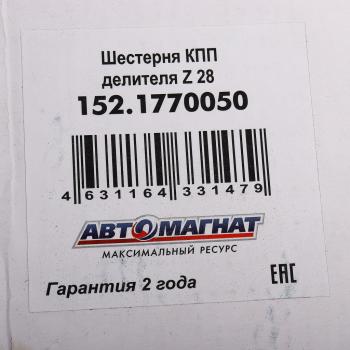 Шестерня КПП
делителя Z 28
152.1770050
4 631164 331479
АВТОМАГНАТ
МАКСИМАЛЬНЫЙ РЕСУРС
Гарантия 2 года
EAC